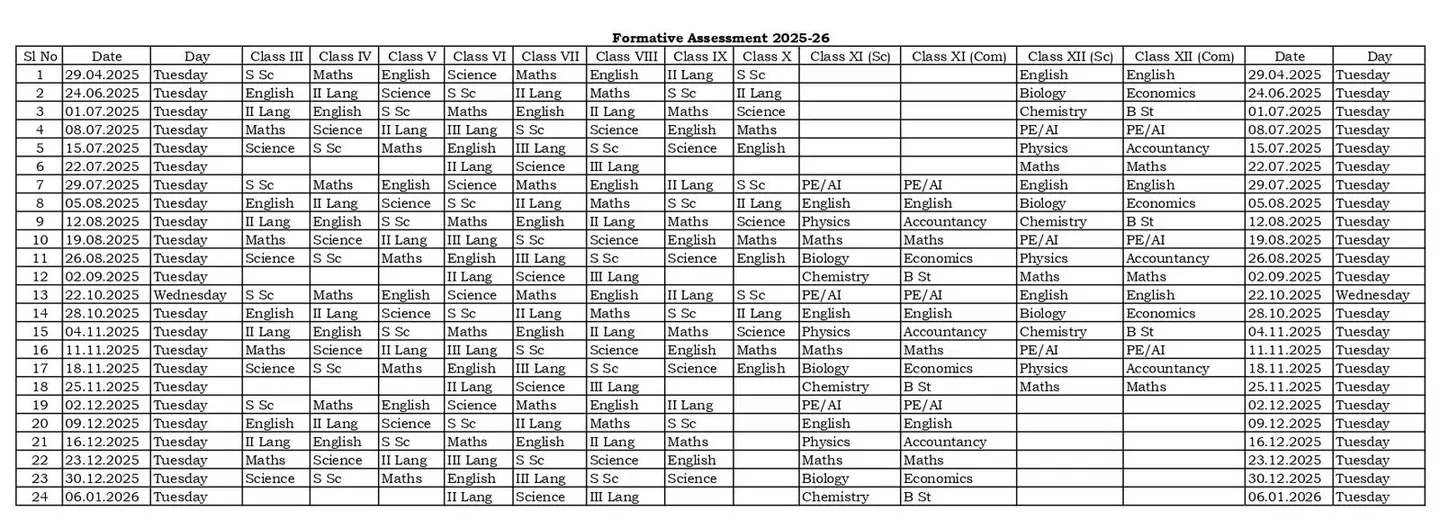 Formative Assessment 2025-26
Sl No Date Day Class III Class IV Class V Class VI Class VII Class VIII Class IX Class X Class XI (Sc) Class XI (Com) Class XII (Sc) Class XII (Com) Date Day
1 29.04.2025 Tuesday S Sc Maths English Science Maths English II Lang S Sc English English 29.04.2025 Tuesday
2 24.06.2025 Tuesday English II Lang Science S Sc II Lang Maths S Sc II Lang Biology Economics 24.06.2025 Tuesday
3 01.07.2025 Tuesday II Lang English S Sc Maths English II Lang Maths Science Chemistry B St 01.07.2025 Tuesday
4 08.07.2025 Tuesday Maths Science II Lang III Lang S Sc Science English Maths PE/AI PE/AI 08.07.2025 Tuesday
5 15.07.2025 Tuesday Science S Sc Maths English III Lang S Sc Science English Physics Accountancy 15.07.2025 Tuesday
6 22.07.2025 Tuesday II Lang Science III Lang Maths Maths 22.07.2025 Tuesday
7 29.07.2025 Tuesday S Sc Maths English Science Maths English II Lang S Sc PE/AI PE/AI English English 29.07.2025 Tuesday
8 05.08.2025 Tuesday English II Lang Science S Sc II Lang Maths S Sc II Lang English English Biology Economics 05.08.2025 Tuesday
9 12.08.2025 Tuesday II Lang English S Sc Maths English II Lang Maths Science Physics Accountancy Chemistry B St 12.08.2025 Tuesday
10 19.08.2025 Tuesday Maths Science II Lang III Lang S Sc Science English Maths Maths Maths PE/AI PE/AI 19.08.2025 Tuesday
11 26.08.2025 Tuesday Science S Sc Maths English III Lang S Sc Science English Biology Economics Physics Accountancy 26.08.2025 Tuesday
12 02.09.2025 Tuesday II Lang Science III Lang Chemistry B St Maths Maths 02.09.2025 Tuesday
13 22.10.2025 Wednesday S Sc Maths English Science Maths English II Lang S Sc PE/AI PE/AI English English 22.10.2025 Wednesday
14 28.10.2025 Tuesday English II Lang Science S Sc II Lang Maths S Sc II Lang English English Biology Economics 28.10.2025 Tuesday
15 04.11.2025 Tuesday II Lang English S Sc Maths English II Lang Maths Science Physics Accountancy Chemistry B St 04.11.2025 Tuesday
16 11.11.2025 Tuesday Maths Science II Lang III Lang S Sc Science English Maths Maths Maths PE/AI PE/AI 11.11.2025 Tuesday
17 18.11.2025 Tuesday Science S Sc Maths English III Lang S Sc Science English Biology Economics Physics Accountancy 18.11.2025 Tuesday
18 25.11.2025 Tuesday II Lang Science III Lang Chemistry B St Maths Maths 25.11.2025 Tuesday
19 02.12.2025 Tuesday S Sc Maths English Science Maths English II Lang PE/AI PE/AI 02.12.2025 Tuesday
20 09.12.2025 Tuesday English II Lang Science S Sc II Lang Maths S Sc English English 09.12.2025 Tuesday
21 16.12.2025 Tuesday II Lang English S Sc Maths English II Lang Maths Physics Accountancy 16.12.2025 Tuesday
22 23.12.2025 Tuesday Maths Science II Lang III Lang S Sc Science English Maths Maths 23.12.2025 Tuesday
23 30.12.2025 Tuesday Science S Sc Maths English III Lang S Sc Science Biology Economics 30.12.2025 Tuesday
24 06.01.2026 Tuesday II Lang Science III Lang Chemistry B St 06.01.2026 Tuesday